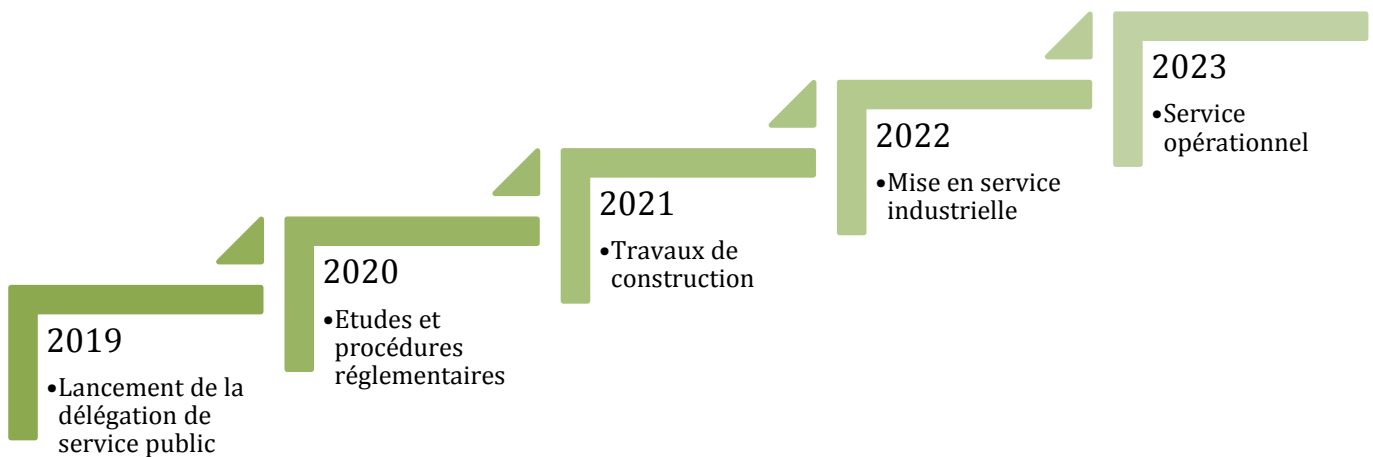 2019
•Lancement de la
délégation de
service public
2020
•Etudes et
procédures
réglementaires
2021
•Travaux de
construction
2022
•Mise en service
industrielle
2023
•Service
opérationnel